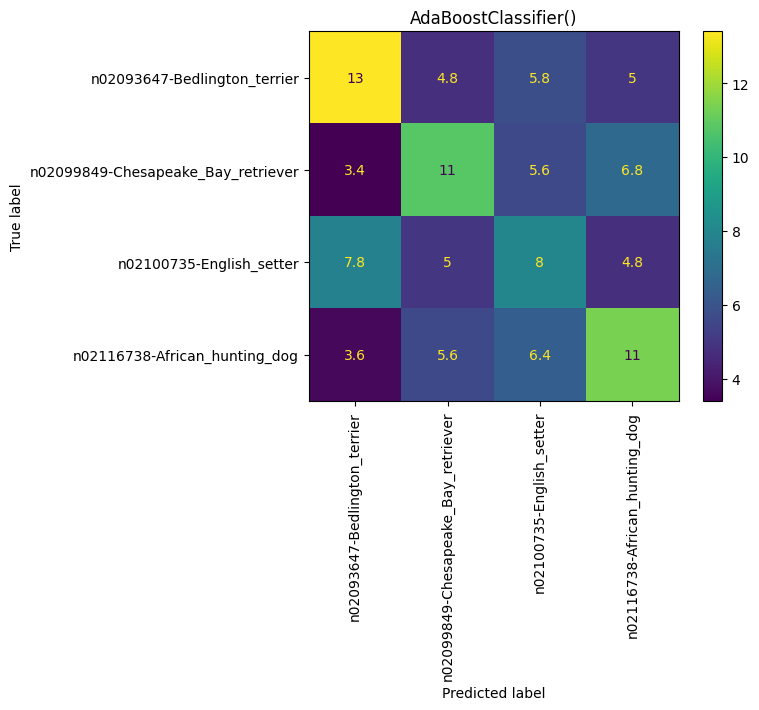 AdaBoostClassifier()
True label
n02093647-Bedlington_terrier
13 4.8 5.8 5
n02099849-Chesapeake_Bay_retriever
3.4 11 5.6 6.8
n02100735-English_setter
7.8 5 8 4.8
n02116738-African_hunting_dog
3.6 5.6 6.4 11
12
10
8
6
4
n02093647-Bedlington_terrier
n02099849-Chesapeake_Bay_retriever
n02100735-English_setter
n02116738-African_hunting_dog
Predicted label